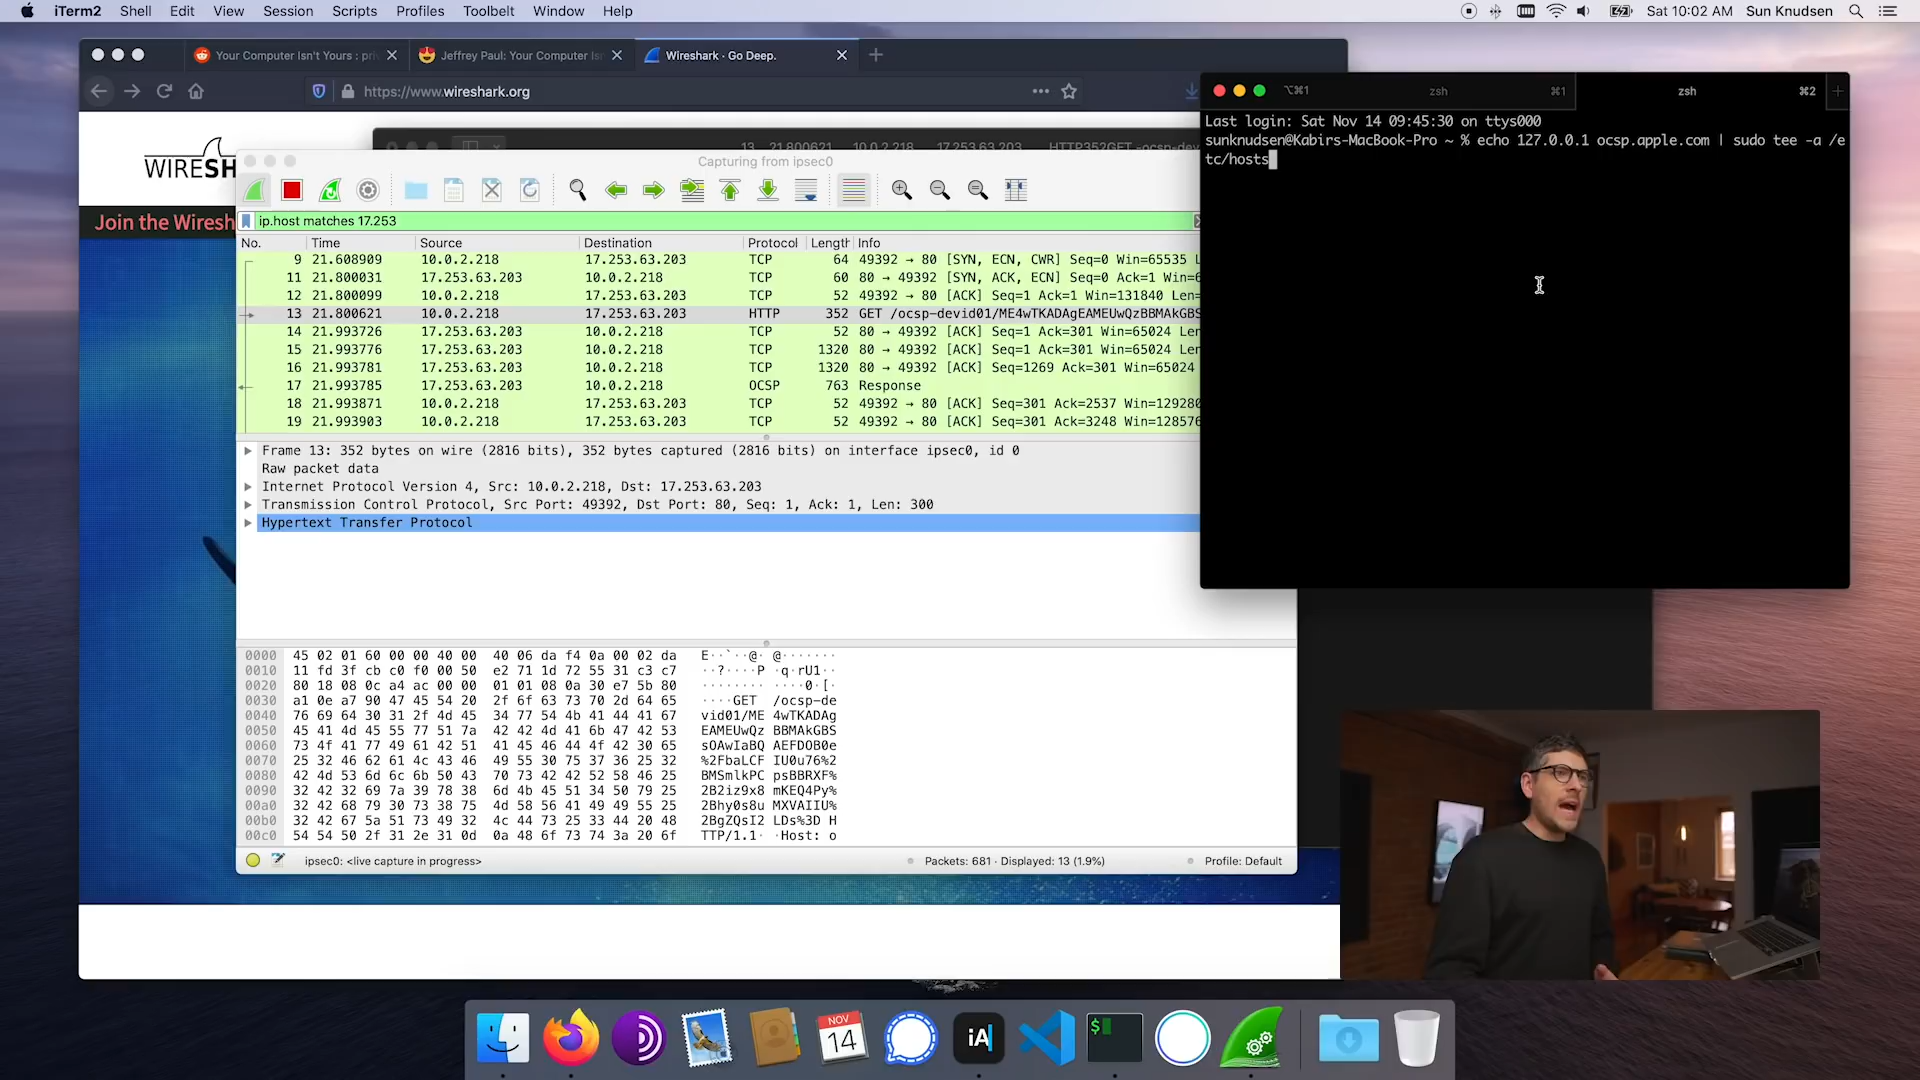 iTerm2 Shell Edit View Session Scripts Profiles Toolbelt Window Help Sat 10:02 AM Sun Knudsen
Your Computer Isn't Yours : pri
Jeffrey Paul: Your Computer Is
Wireshark · Go Deep.
https://www.wireshark.org
WIRESH
Join the Wiresh
Capturing from ipsec0
ip.host matches 17.253
No. Time Source Destination Protocol Length Info
9 21.608909 10.0.2.218 17.253.63.203 TCP 64 49392 → 80 [SYN, ECN, CWR] Seq=0 Win=65535 L
11 21.800031 17.253.63.203 10.0.2.218 TCP 60 80 → 49392 [SYN, ACK, ECN] Seq=0 Ack=1 Win=6
12 21.800099 10.0.2.218 17.253.63.203 TCP 52 49392 → 80 [ACK] Seq=1 Ack=1 Win=131840 Len=
13 21.800621 10.0.2.218 17.253.63.203 HTTP 352 GET /ocsp-devid01/ME4wTKADAgEAMEUwQzBBMAkGBS
14 21.993726 17.253.63.203 10.0.2.218 TCP 52 80 → 49392 [ACK] Seq=1 Ack=301 Win=65024 Len
15 21.993776 17.253.63.203 10.0.2.218 TCP 1320 80 → 49392 [ACK] Seq=1 Ack=301 Win=65024 Len
16 21.993781 17.253.63.203 10.0.2.218 TCP 1320 80 → 49392 [ACK] Seq=1269 Ack=301 Win=65024
17 21.993785 17.253.63.203 10.0.2.218 OCSP 763 Response
18 21.993871 10.0.2.218 17.253.63.203 TCP 52 49392 → 80 [ACK] Seq=301 Ack=2537 Win=129280
19 21.993903 10.0.2.218 17.253.63.203 TCP 52 49392 → 80 [ACK] Seq=301 Ack=3248 Win=128576
Frame 13: 352 bytes on wire (2816 bits), 352 bytes captured (2816 bits) on interface ipsec0, id 0
Raw packet data
Internet Protocol Version 4, Src: 10.0.2.218, Dst: 17.253.63.203
Transmission Control Protocol, Src Port: 49392, Dst Port: 80, Seq: 1, Ack: 1, Len: 300
Hypertext Transfer Protocol
0000 45 02 01 60 00 00 40 00 40 06 da f4 0a 00 02 da E··`··@· @·······
0010 11 fd 3f cb c0 f0 00 50 e2 71 1d 72 55 31 c3 c7 ··?····P ·q·rU1··
0020 80 18 08 0c a4 ac 00 00 01 01 08 0a 30 e7 5b 80 ········ ····0·[·
0030 a1 0e a7 90 47 45 54 20 2f 6f 63 73 70 2d 64 65 ····GET /ocsp-de
0040 76 69 64 30 31 2f 4d 45 34 77 54 4b 41 44 41 67 vid01/ME 4wTKADAg
0050 45 41 4d 45 55 77 51 7a 42 42 4d 41 6b 47 42 53 EAMEUwQz BBMAkGBS
0060 73 4f 41 77 49 61 42 51 41 45 46 44 4f 42 30 65 sOAwIaBQ AEFDOB0e
0070 25 32 46 62 61 4c 43 46 49 55 30 75 37 36 25 32 %2FbaLCF IU0u76%2
0080 42 4d 53 6d 6c 6b 50 43 70 73 42 42 52 58 46 25 BMSmlkPC psBBRXF%
0090 32 42 32 69 7a 39 78 38 6d 4b 45 51 34 50 79 25 2B2iz9x8 mKEQ4Py%
00a0 32 42 68 79 30 73 38 75 4d 58 56 41 49 49 55 25 2Bhy0s8u MXVAIIU%
00b0 32 42 67 5a 51 73 49 32 4c 44 73 25 33 44 20 48 2BgZQsI2 LDs%3D H
00c0 54 54 50 2f 31 2e 31 0d 0a 48 6f 73 74 3a 20 6f TTP/1.1· ·Host: o
ipsec0: <live capture in progress> Packets: 681 · Displayed: 13 (1.9%) Profile: Default
⌥⌘1 zsh ⌘1 zsh ⌘2
Last login: Sat Nov 14 09:45:30 on ttys000
sunknudsen@Kabirs-MacBook-Pro ~ % echo 127.0.0.1 ocsp.apple.com | sudo tee -a /e
tc/hosts
NOV
14
iA
$